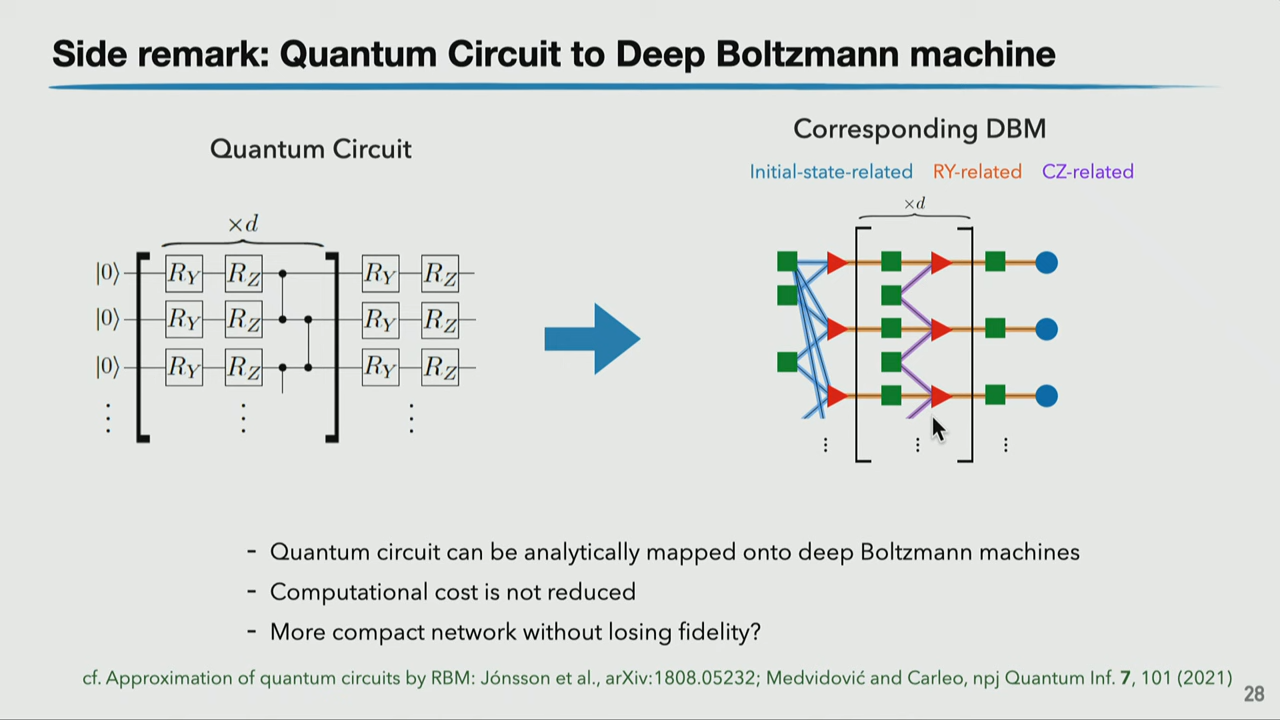 Side remark: Quantum Circuit to Deep Boltzmann machine
Quantum Circuit
×d
|0⟩ R_Y R_Z R_Y R_Z
|0⟩ R_Y R_Z R_Y R_Z
|0⟩ R_Y R_Z R_Y R_Z
Corresponding DBM
Initial-state-related RY-related CZ-related
×d
- Quantum circuit can be analytically mapped onto deep Boltzmann machines
- Computational cost is not reduced
- More compact network without losing fidelity?
cf. Approximation of quantum circuits by RBM: Jónsson et al., arXiv:1808.05232; Medvidović and Carleo, npj Quantum Inf. 7, 101 (2021)
28